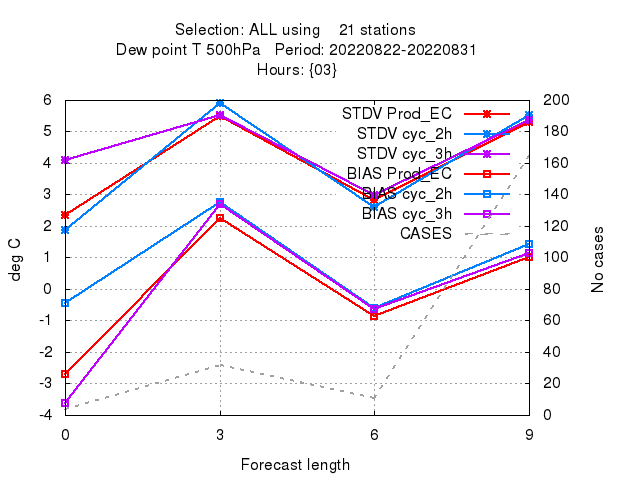 Selection: ALL using 21 stations
Dew point T 500hPa Period: 20220822-20220831
Hours: {03}
STDV Prod_EC
STDV cyc_2h
STDV cyc_3h
BIAS Prod_EC
BIAS cyc_2h
BIAS cyc_3h
CASES
6
5
4
3
2
1
0
-1
-2
-3
-4
deg C
200
180
160
140
120
100
80
60
40
20
0
No cases
0 3 6 9
Forecast length